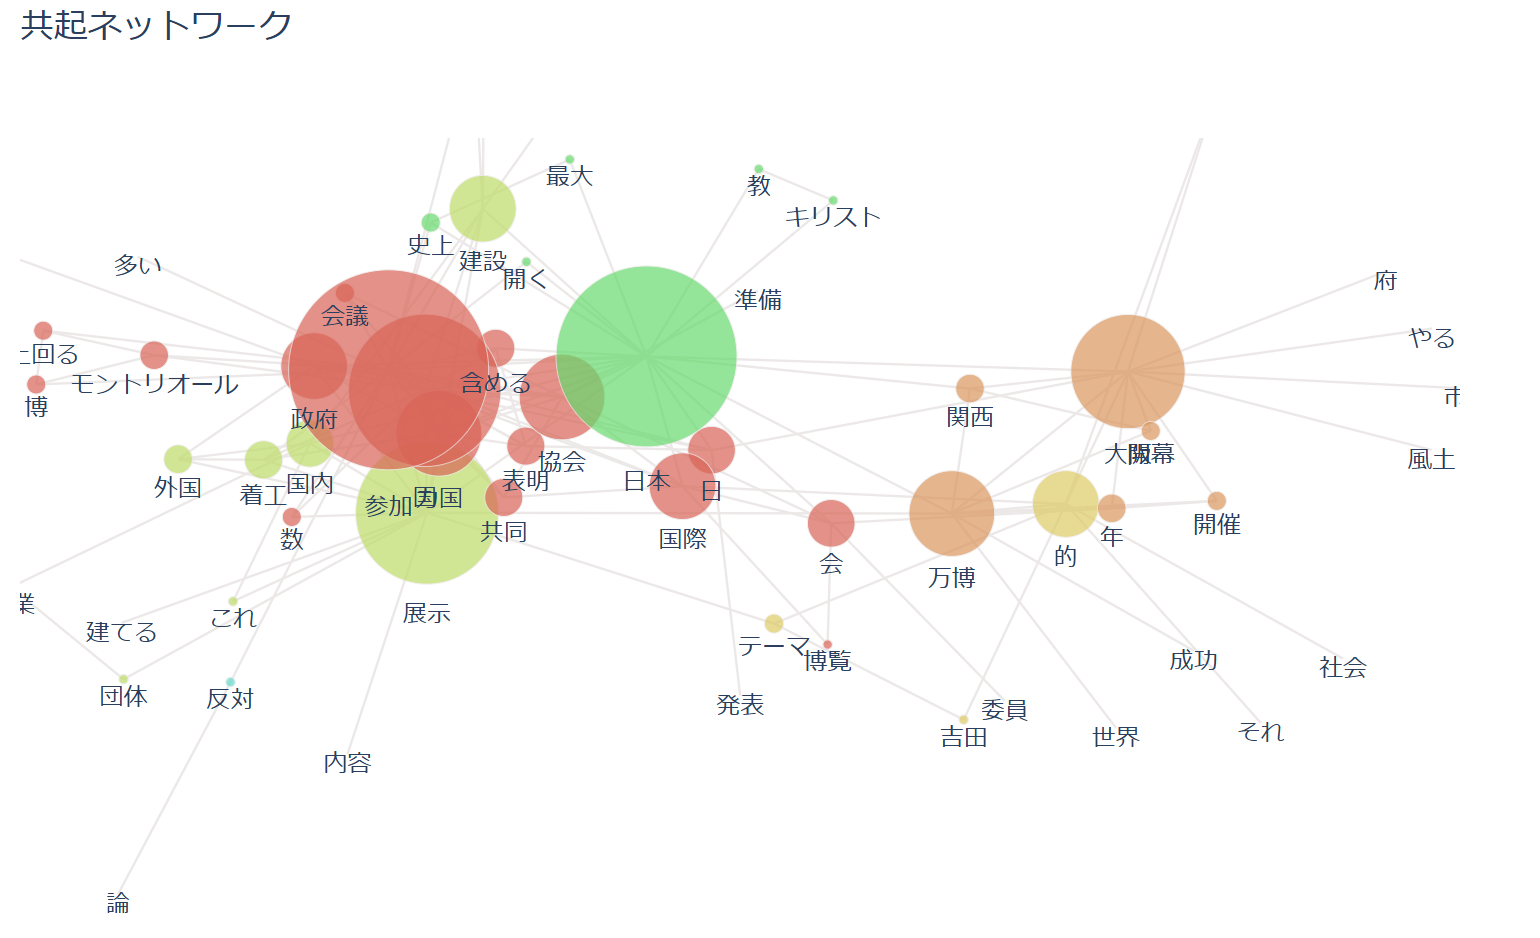 共起ネットワーク
最大
教
キリスト
史上
建設
開く
多い
府
準備
会議
やる
回る
モントリオール
含める
博
政府
関西
風土
大阪
開幕
協会
国内
外国
着工
表明
日本
日
参加
国
共同
数
国際
年
開催
的
会
万博
展示
これ
建てる
テーマ
博覧
成功
社会
団体
反対
発表
委員
吉田
世界
それ
内容
論